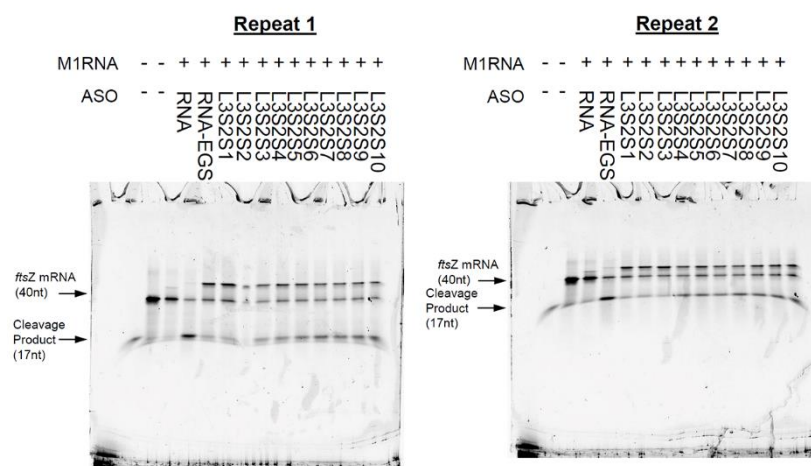 Repeat 1
M1RNA - - + + + + + + + + + + + +
ASO - - RNA RNA-EGS L3S2S1 L3S2S2 L3S2S3 L3S2S4 L3S2S5 L3S2S6 L3S2S7 L3S2S8 L3S2S9 L3S2S10
ftsZ mRNA
(40nt)
Cleavage
Product
(17nt)
Repeat 2
- - + + + + + + + + + + + +
- - RNA RNA-EGS L3S2S1 L3S2S2 L3S2S3 L3S2S4 L3S2S5 L3S2S6 L3S2S7 L3S2S8 L3S2S9 L3S2S10
ftsZ mRNA
(40nt)
Cleavage
Product
(17nt)